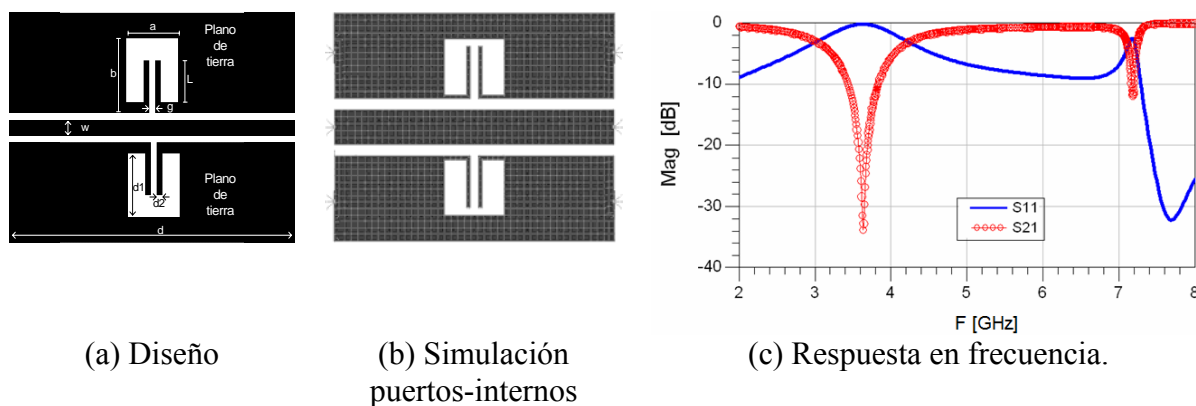 a
Plano
de
tierra
b
L
g
w
d1
d2
Plano
de
tierra
d
(a) Diseño
(b) Simulación
puertos-internos
Mag [dB]
0
-10
-20
-30
-40
S11
S21
2
3
4
5
6
7
8
F [GHz]
(c) Respuesta en frecuencia.